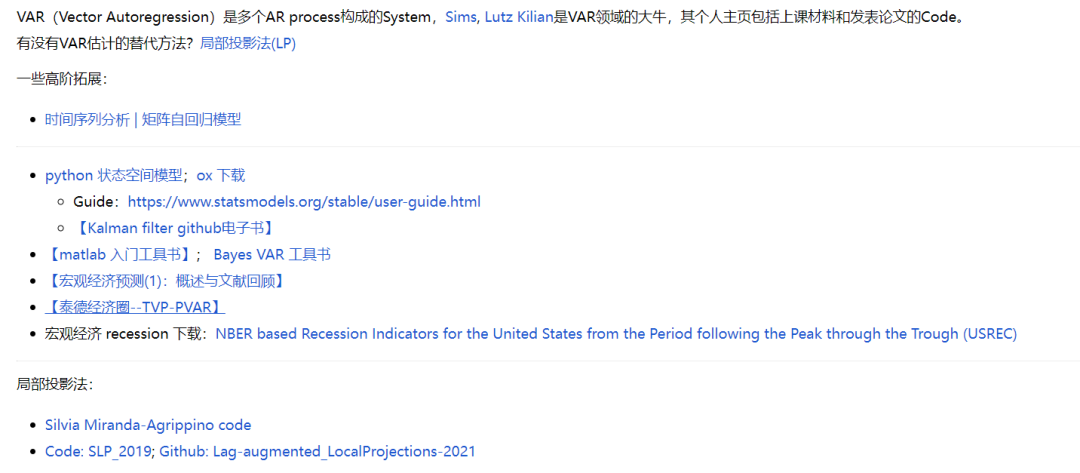 VAR（Vector Autoregression）是多个AR process构成的System，Sims, Lutz Kilian是VAR领域的大牛，其个人主页包括上课材料和发表论文的Code。
有没有VAR估计的替代方法？局部投影法(LP)
一些高阶拓展：
时间序列分析 | 矩阵自回归模型
python 状态空间模型；ox 下载
Guide：https://www.statsmodels.org/stable/user-guide.html
【Kalman filter github电子书】
【matlab 入门工具书】； Bayes VAR 工具书
【宏观经济预测(1)：概述与文献回顾】
【泰德经济圈--TVP-PVAR】
宏观经济 recession 下载：NBER based Recession Indicators for the United States from the Period following the Peak through the Trough (USREC)
局部投影法：
Silvia Miranda-Agrippino code
Code: SLP_2019; Github: Lag-augmented_LocalProjections-2021